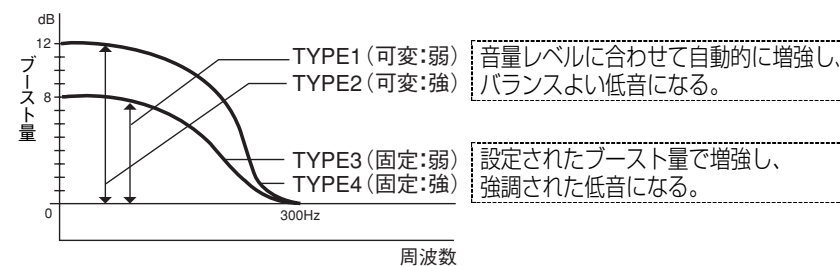 dB
12
8
0
ブースト量
300Hz
周波数
TYPE1（可変：弱）
TYPE2（可変：強）
音量レベルに合わせて自動的に増強し、
バランスよい低音になる。
TYPE3（固定：弱）
TYPE4（固定：強）
設定されたブースト量で増強し、
強調された低音になる。